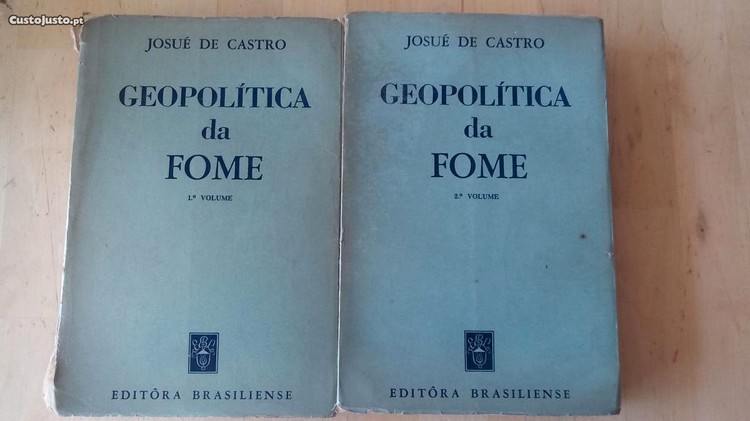 CustoJusto.pt
JOSUÉ DE CASTRO
GEOPOLÍTICA
da
FOME
1.º VOLUME
EDITÔRA BRASILIENSE
JOSUÉ DE CASTRO
GEOPOLÍTICA
da
FOME
2.º VOLUME
EDITÔRA BRASILIENSE